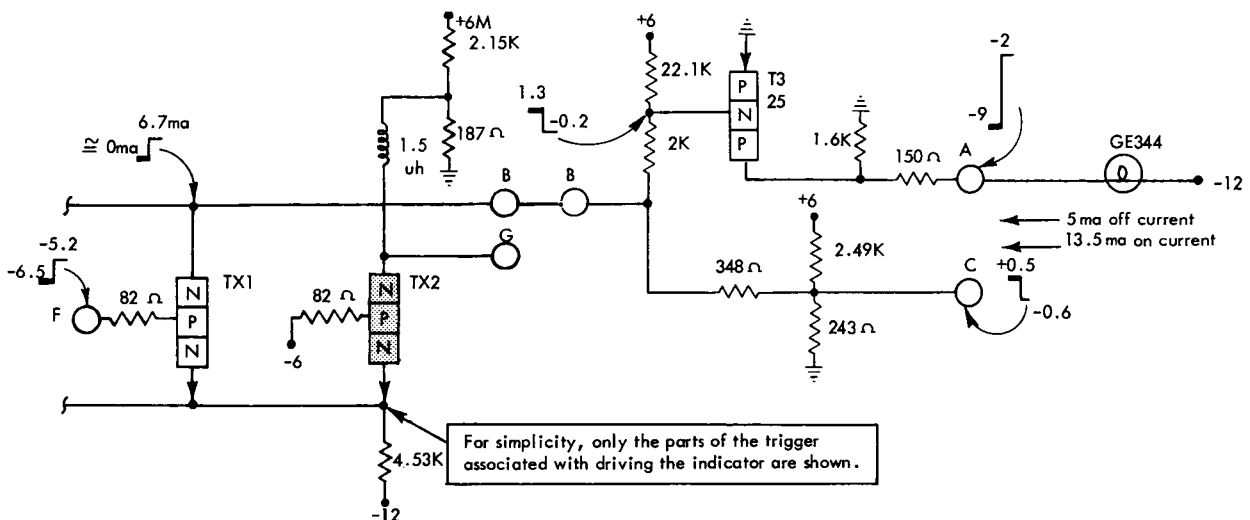 +6M
2.15K
+6
-2
22.1K
P
N
P
T3
25
1.3
-0.2
-9
6.7ma
≅ 0ma
187 Ω
1.5
uh
2K
1.6K
150 Ω
A
GE344
-12
B
B
+6
5ma off current
13.5 ma on current
G
-5.2
-6.5
TX1
TX2
2.49K
348 Ω
C
+0.5
-0.6
F
82 Ω
N
P
N
82 Ω
N
P
N
-6
243 Ω
For simplicity, only the parts of the trigger
associated with driving the indicator are shown.
4.53K
-12